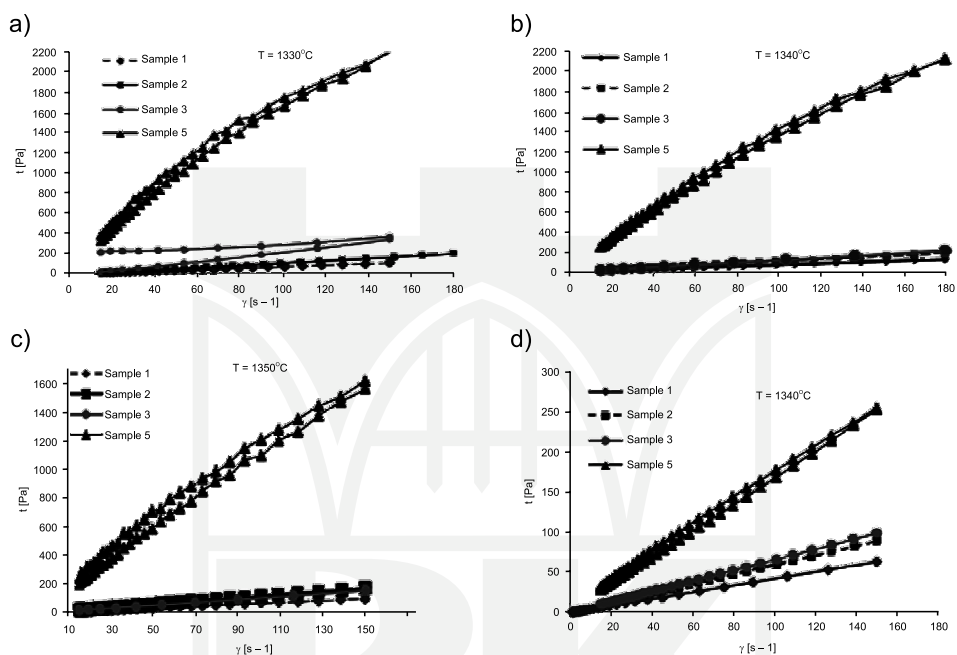 a)
T = 1330°C
Sample 1
Sample 2
Sample 3
Sample 5
t [Pa]
2200
2000
1800
1600
1400
1200
1000
800
600
400
200
0
0 20 40 60 80 100 120 140 160 180
γ [s – 1]
b)
T = 1340°C
Sample 1
Sample 2
Sample 3
Sample 5
t [Pa]
2200
2000
1800
1600
1400
1200
1000
800
600
400
200
0
0 20 40 60 80 100 120 140 160 180
γ [s – 1]
c)
T = 1350°C
Sample 1
Sample 2
Sample 3
Sample 5
t [Pa]
1600
1400
1200
1000
800
600
400
200
0
10 30 50 70 90 110 130 150
γ [s – 1]
d)
T = 1340°C
Sample 1
Sample 2
Sample 3
Sample 5
t [Pa]
300
250
200
150
100
50
0
0 20 40 60 80 100 120 140 160 180
γ [s – 1]